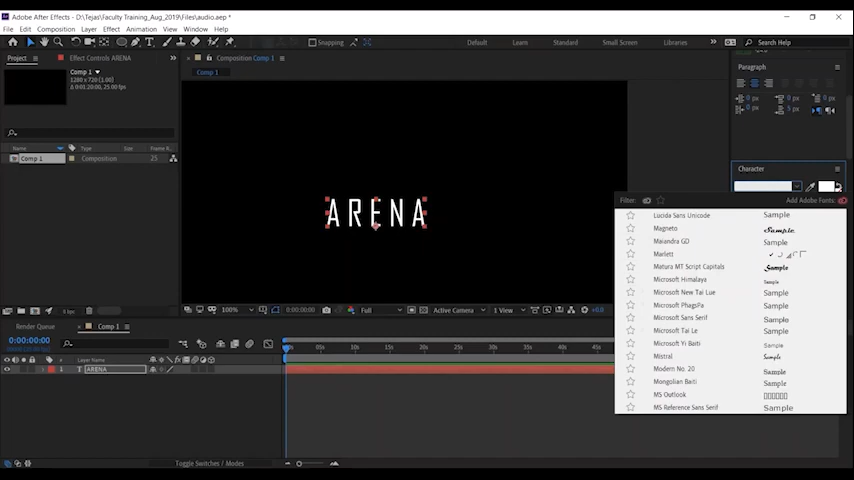 Adobe After Effects - D:\Tejas\Faculty Training_Aug_2019\Files\audio.aep *
File Edit Composition Layer Effect Animation View Window Help
Snapping Default Learn Standard Small Screen Libraries Search Help
Project Effect Controls ARENA Composition Comp 1 Paragraph
Comp 1
Comp 1
1280 x 720 (1.00)
Δ 0:01:20:00, 25.00 fps
0 px 0 px 0 px
0 px 5 px
Name Type Size Frame R...
Comp 1 Composition 25
Character
ARENA
Filter: Add Adobe Fonts:
Lucida Sans Unicode Sample
Magneto Sample
Maiandra GD Sample
Marlett
Matura MT Script Capitals Sample
Microsoft Himalaya Sample
Microsoft New Tai Lue Sample
Microsoft PhagsPa Sample
Microsoft Sans Serif Sample
Microsoft Tai Le Sample
Microsoft Yi Baiti Sample
Mistral Sample
Modern No. 20 Sample
Mongolian Baiti Sample
MS Outlook
MS Reference Sans Serif Sample
8 bpc 100% 0:00:00:00 Full Active Camera 1 View +0.0
Render Queue Comp 1
0:00:00:00
05s 10s 15s 20s 25s 30s 35s 40s 45s
Layer Name
1 T ARENA
Toggle Switches / Modes